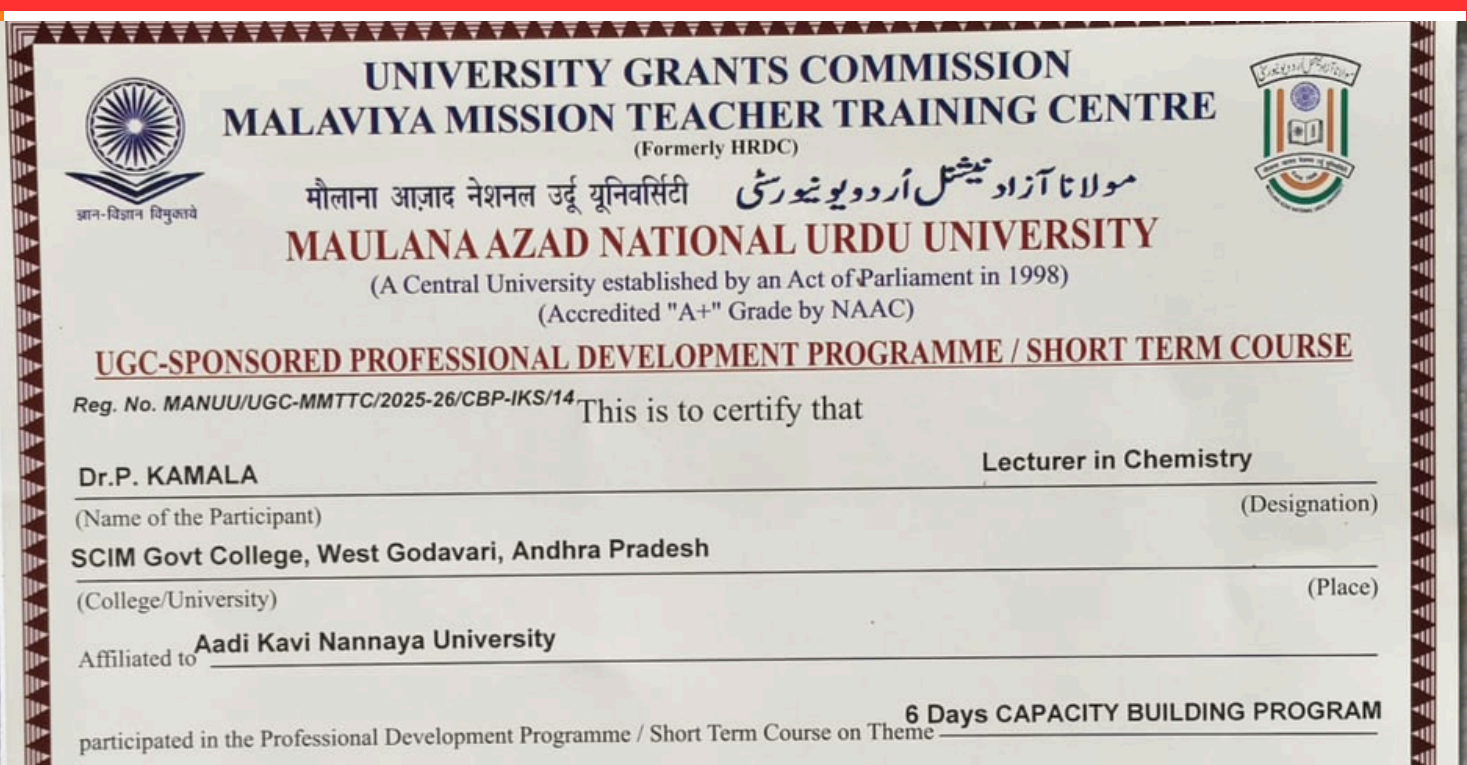 UNIVERSITY GRANTS COMMISSION
MALAVIYA MISSION TEACHER TRAINING CENTRE
(Formerly HRDC)
ज्ञान-विज्ञान विमुक्तये
मौलाना आज़ाद नेशनल उर्दू यूनिवर्सिटी مولانا آزاد نیشنل اُردو یونیورسٹی
MAULANA AZAD NATIONAL URDU UNIVERSITY
(A Central University established by an Act of Parliament in 1998)
(Accredited "A+" Grade by NAAC)
UGC-SPONSORED PROFESSIONAL DEVELOPMENT PROGRAMME / SHORT TERM COURSE
Reg. No. MANUU/UGC-MMTTC/2025-26/CBP-IKS/14 This is to certify that
Dr.P. KAMALA Lecturer in Chemistry
(Name of the Participant) (Designation)
SCIM Govt College, West Godavari, Andhra Pradesh
(College/University) (Place)
Affiliated to Aadi Kavi Nannaya University
participated in the Professional Development Programme / Short Term Course on Theme 6 Days CAPACITY BUILDING PROGRAM